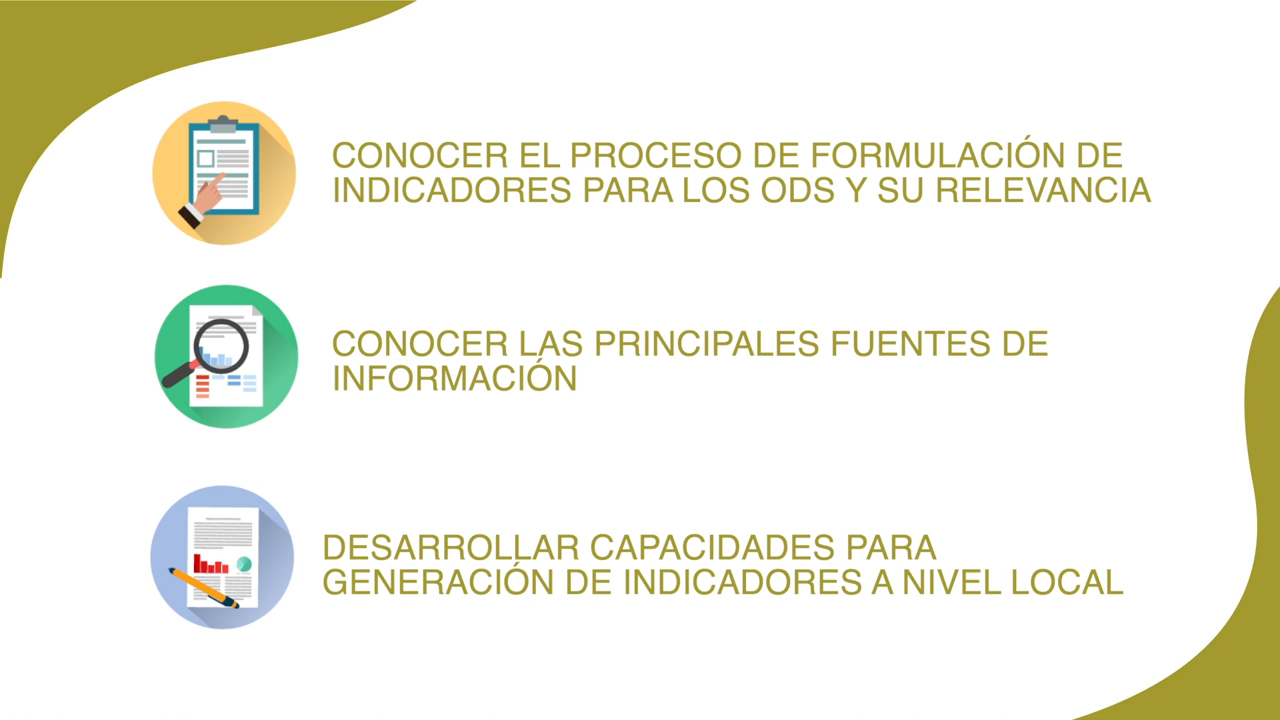 CONOCER EL PROCESO DE FORMULACIÓN DE
INDICADORES PARA LOS ODS Y SU RELEVANCIA
CONOCER LAS PRINCIPALES FUENTES DE
INFORMACIÓN
DESARROLLAR CAPACIDADES PARA
GENERACIÓN DE INDICADORES A NIVEL LOCAL